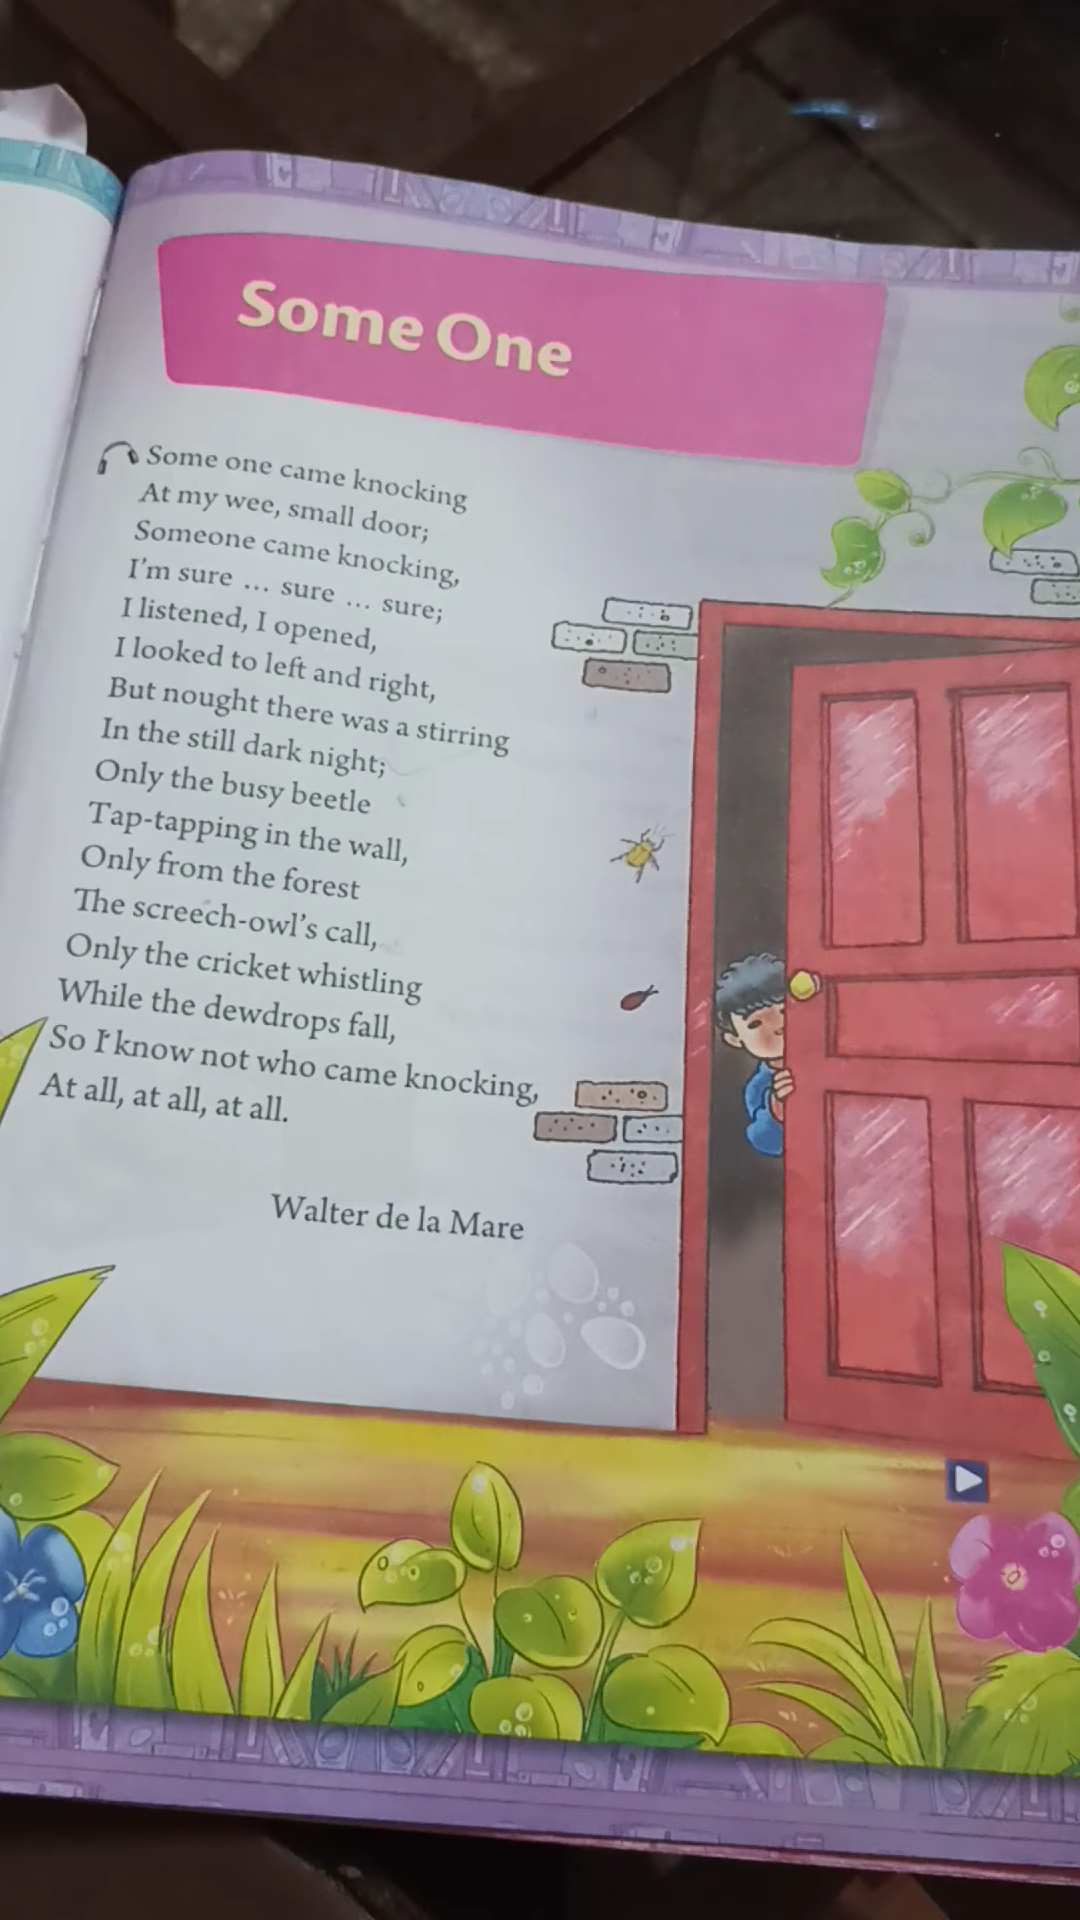 Some One
Some one came knocking
At my wee, small door;
Someone came knocking,
I'm sure ... sure ... sure;
I listened, I opened,
I looked to left and right,
But nought there was a stirring
In the still dark night;
Only the busy beetle
Tap-tapping in the wall,
Only from the forest
The screech-owl's call,
Only the cricket whistling
While the dewdrops fall,
So I know not who came knocking,
At all, at all, at all.
Walter de la Mare